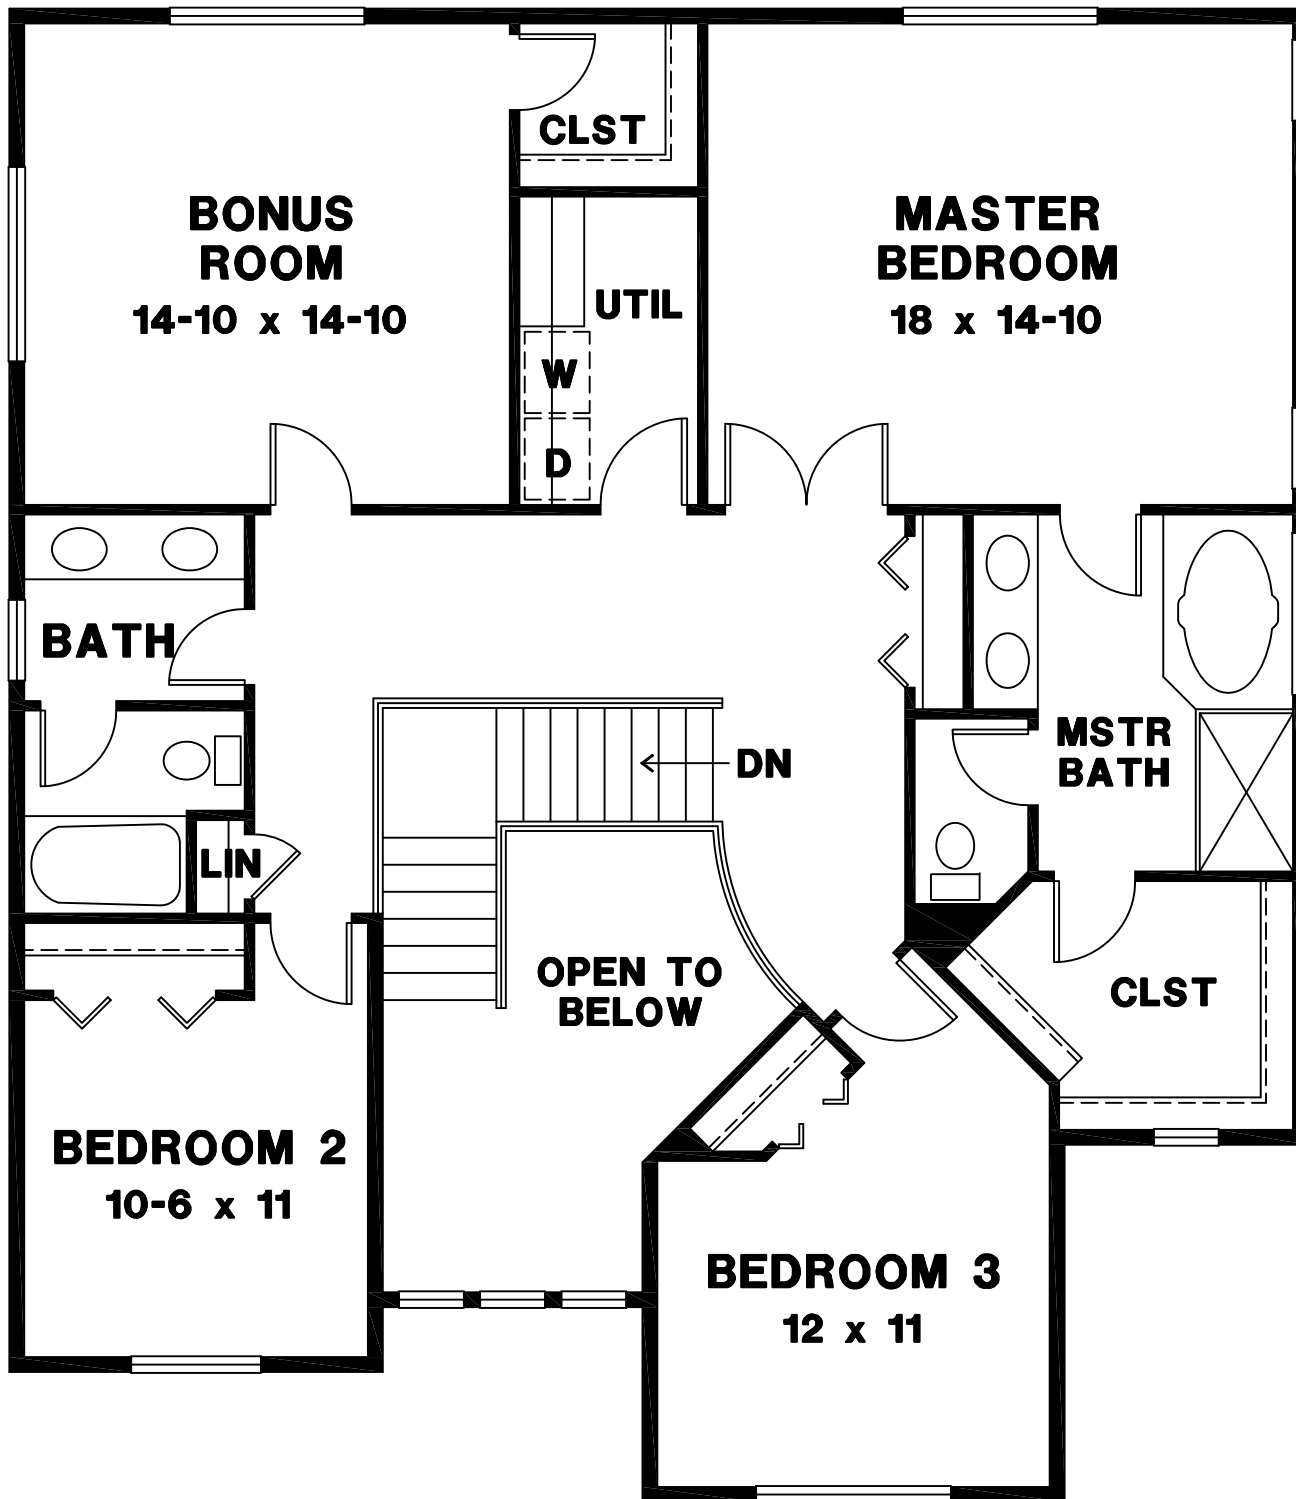 CLST
BONUS
ROOM
14-10 x 14-10
UTIL
W
D
MASTER
BEDROOM
18 x 14-10
BATH
LIN
DN
MSTR
BATH
OPEN TO
BELOW
CLST
BEDROOM 2
10-6 x 11
BEDROOM 3
12 x 11